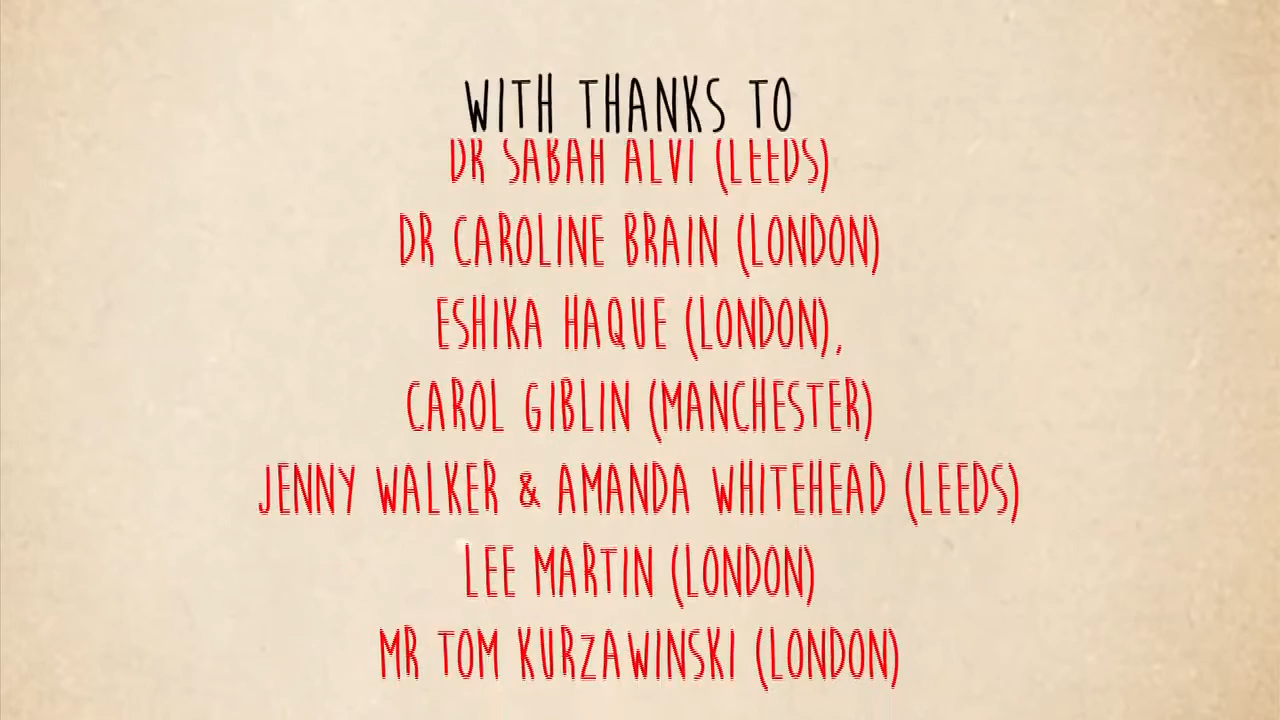 WITH THANKS TO
DR SABAH ALVI (LEEDS)
DR CAROLINE BRAIN (LONDON)
ESHIKA HAQUE (LONDON),
CAROL GIBLIN (MANCHESTER)
JENNY WALKER & AMANDA WHITEHEAD (LEEDS)
LEE MARTIN (LONDON)
MR TOM KURZAWINSKI (LONDON)